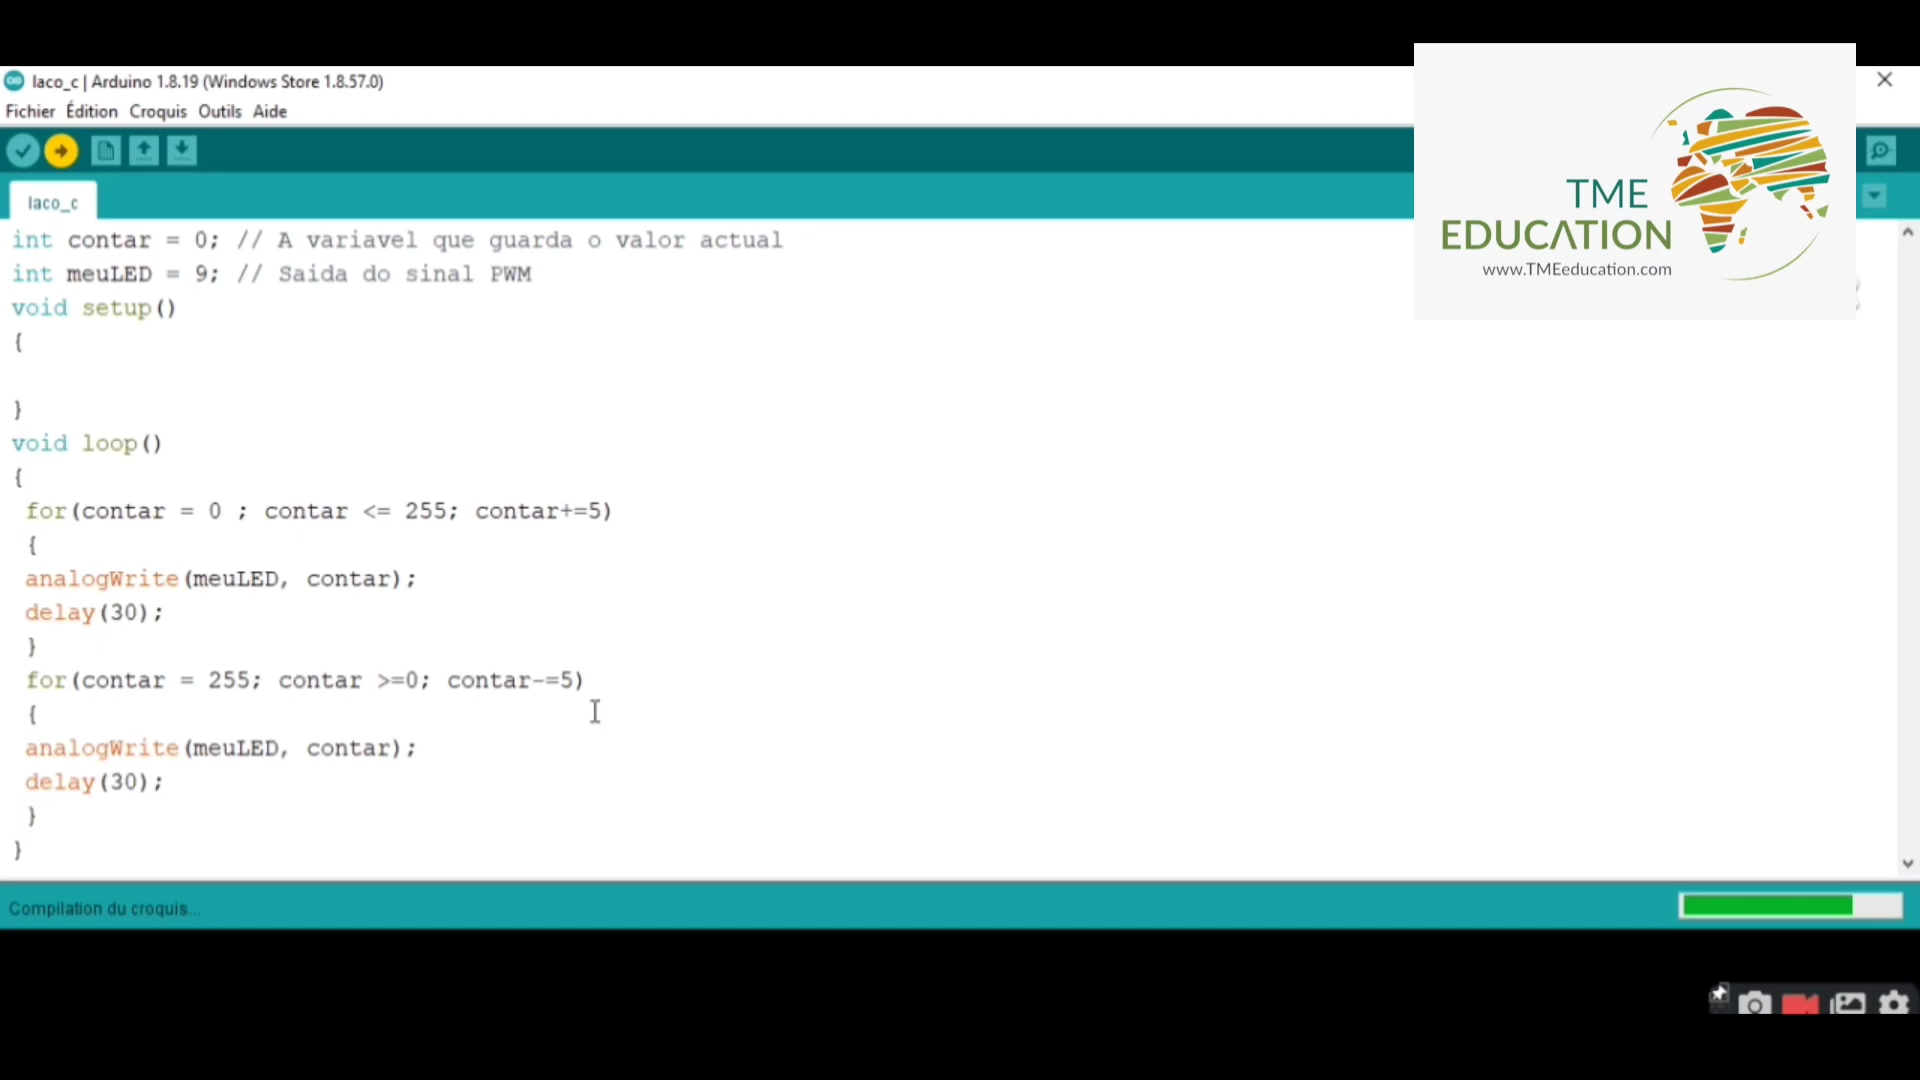 laco_c | Arduino 1.8.19 (Windows Store 1.8.57.0)
Fichier Édition Croquis Outils Aide
laco_c
int contar = 0; // A variavel que guarda o valor actual
int meuLED = 9; // Saida do sinal PWM
void setup()
{
}
void loop()
{
for(contar = 0 ; contar <= 255; contar+=5)
{
analogWrite(meuLED, contar);
delay(30);
}
for(contar = 255; contar >=0; contar-=5)
{
analogWrite(meuLED, contar);
delay(30);
}
}
Compilation du croquis...
TME
EDUCATION
www.TMEeducation.com